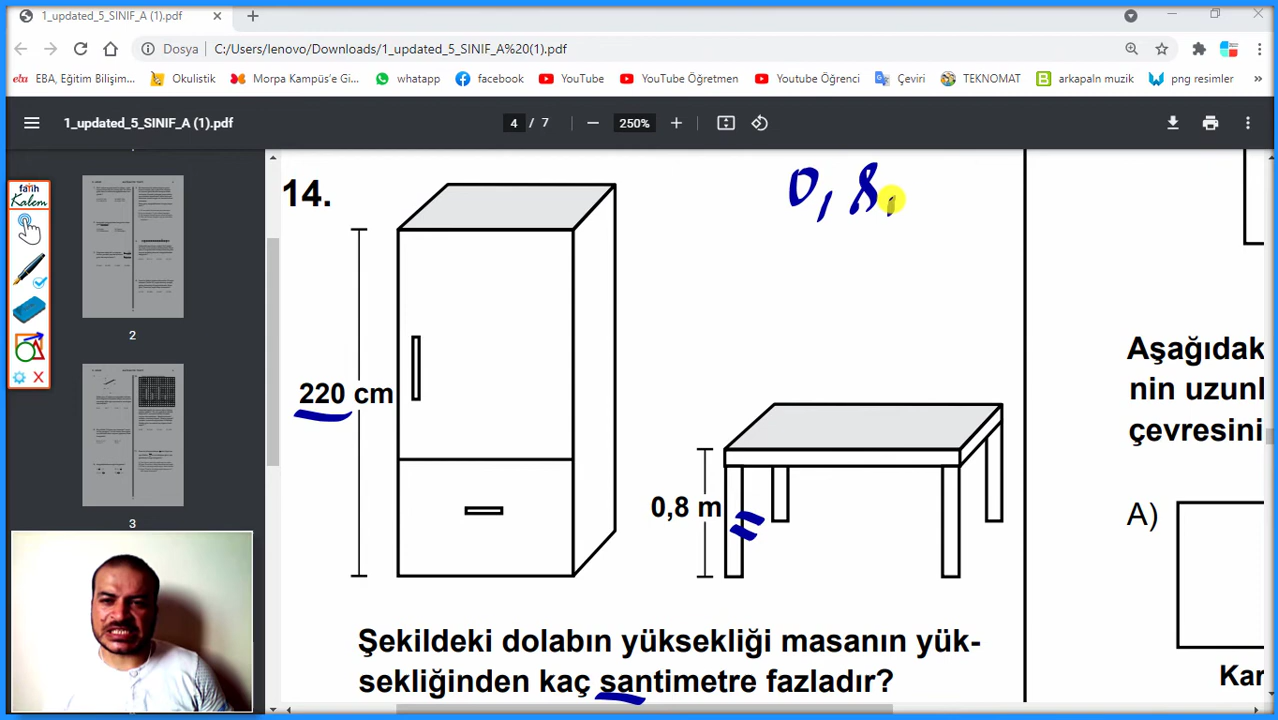 1_updated_5_SINIF_A (1).pdf
Dosya
C:/Users/lenovo/Downloads/1_updated_5_SINIF_A%20(1).pdf
eba EBA, Eğitim Bilişim...
Okulistik
Morpa Kampüs'e Gi...
whatapp
facebook
YouTube
YouTube Öğretmen
Youtube Öğrenci
Çeviri
TEKNOMAT
arkapaln muzik
png resimler
»
1_updated_5_SINIF_A (1).pdf
4 / 7
250%
fatih
Kalem
2
3
14.
0,8,
220 cm
0,8 m
=
Şekildeki dolabın yüksekliği masanın yük-
sekliğinden kaç santimetre fazladır?
Aşağıdak
nin uzunl
çevresini
A)
Kar